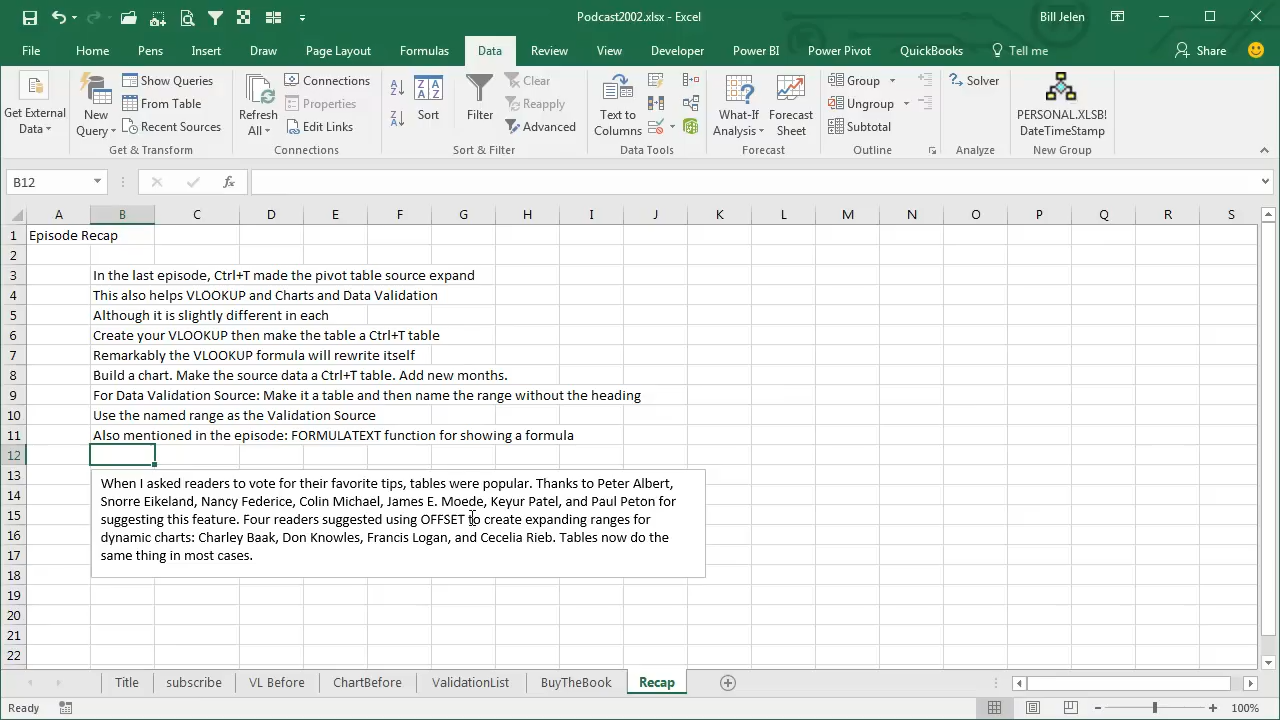 Podcast2002.xlsx - Excel
Bill Jelen
File Home Pens Insert Draw Page Layout Formulas Data Review View Developer Power BI Power Pivot QuickBooks Tell me Share
Get External Data
New Query
Show Queries
From Table
Recent Sources
Get & Transform
Refresh All
Connections
Properties
Edit Links
Connections
Sort
Filter
Clear
Reapply
Advanced
Sort & Filter
Text to Columns
Data Tools
What-If Analysis
Forecast Sheet
Forecast
Group
Ungroup
Subtotal
Outline
Solver
Analyze
PERSONAL.XLSB!
DateTimeStamp
New Group
B12
fx
A B C D E F G H I J K L M N O P Q R S
1 Episode Recap
2
3 In the last episode, Ctrl+T made the pivot table source expand
4 This also helps VLOOKUP and Charts and Data Validation
5 Although it is slightly different in each
6 Create your VLOOKUP then make the table a Ctrl+T table
7 Remarkably the VLOOKUP formula will rewrite itself
8 Build a chart. Make the source data a Ctrl+T table. Add new months.
9 For Data Validation Source: Make it a table and then name the range without the heading
10 Use the named range as the Validation Source
11 Also mentioned in the episode: FORMULATEXT function for showing a formula
12
13
14
15
16
17
18
19
20
21
22
When I asked readers to vote for their favorite tips, tables were popular. Thanks to Peter Albert,
Snorre Eikeland, Nancy Federice, Colin Michael, James E. Moede, Keyur Patel, and Paul Peton for
suggesting this feature. Four readers suggested using OFFSET to create expanding ranges for
dynamic charts: Charley Baak, Don Knowles, Francis Logan, and Cecelia Rieb. Tables now do the
same thing in most cases.
Title subscribe VL Before ChartBefore ValidationList BuyTheBook Recap
Ready
100%